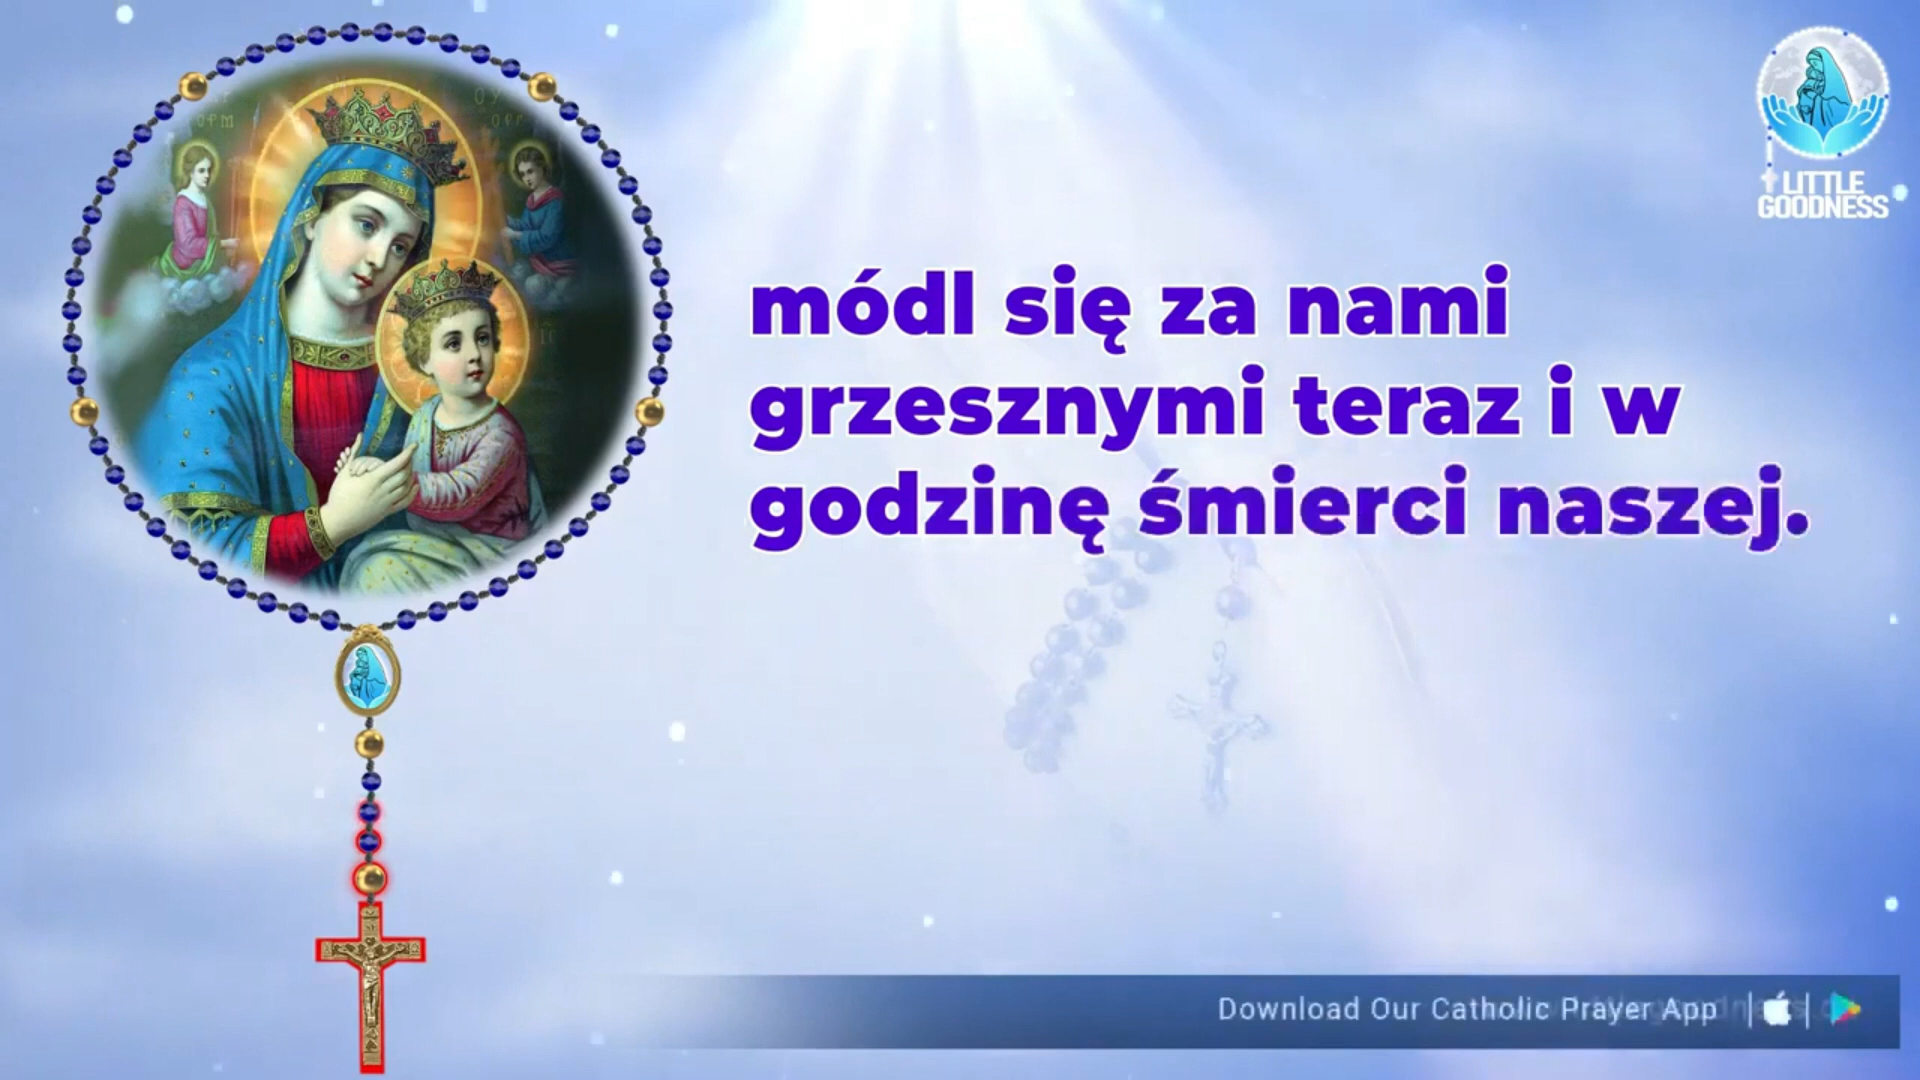 LITTLE
GOODNESS
módl się za nami
grzesznymi teraz i w
godzinę śmierci naszej.
Download Our Catholic Prayer App